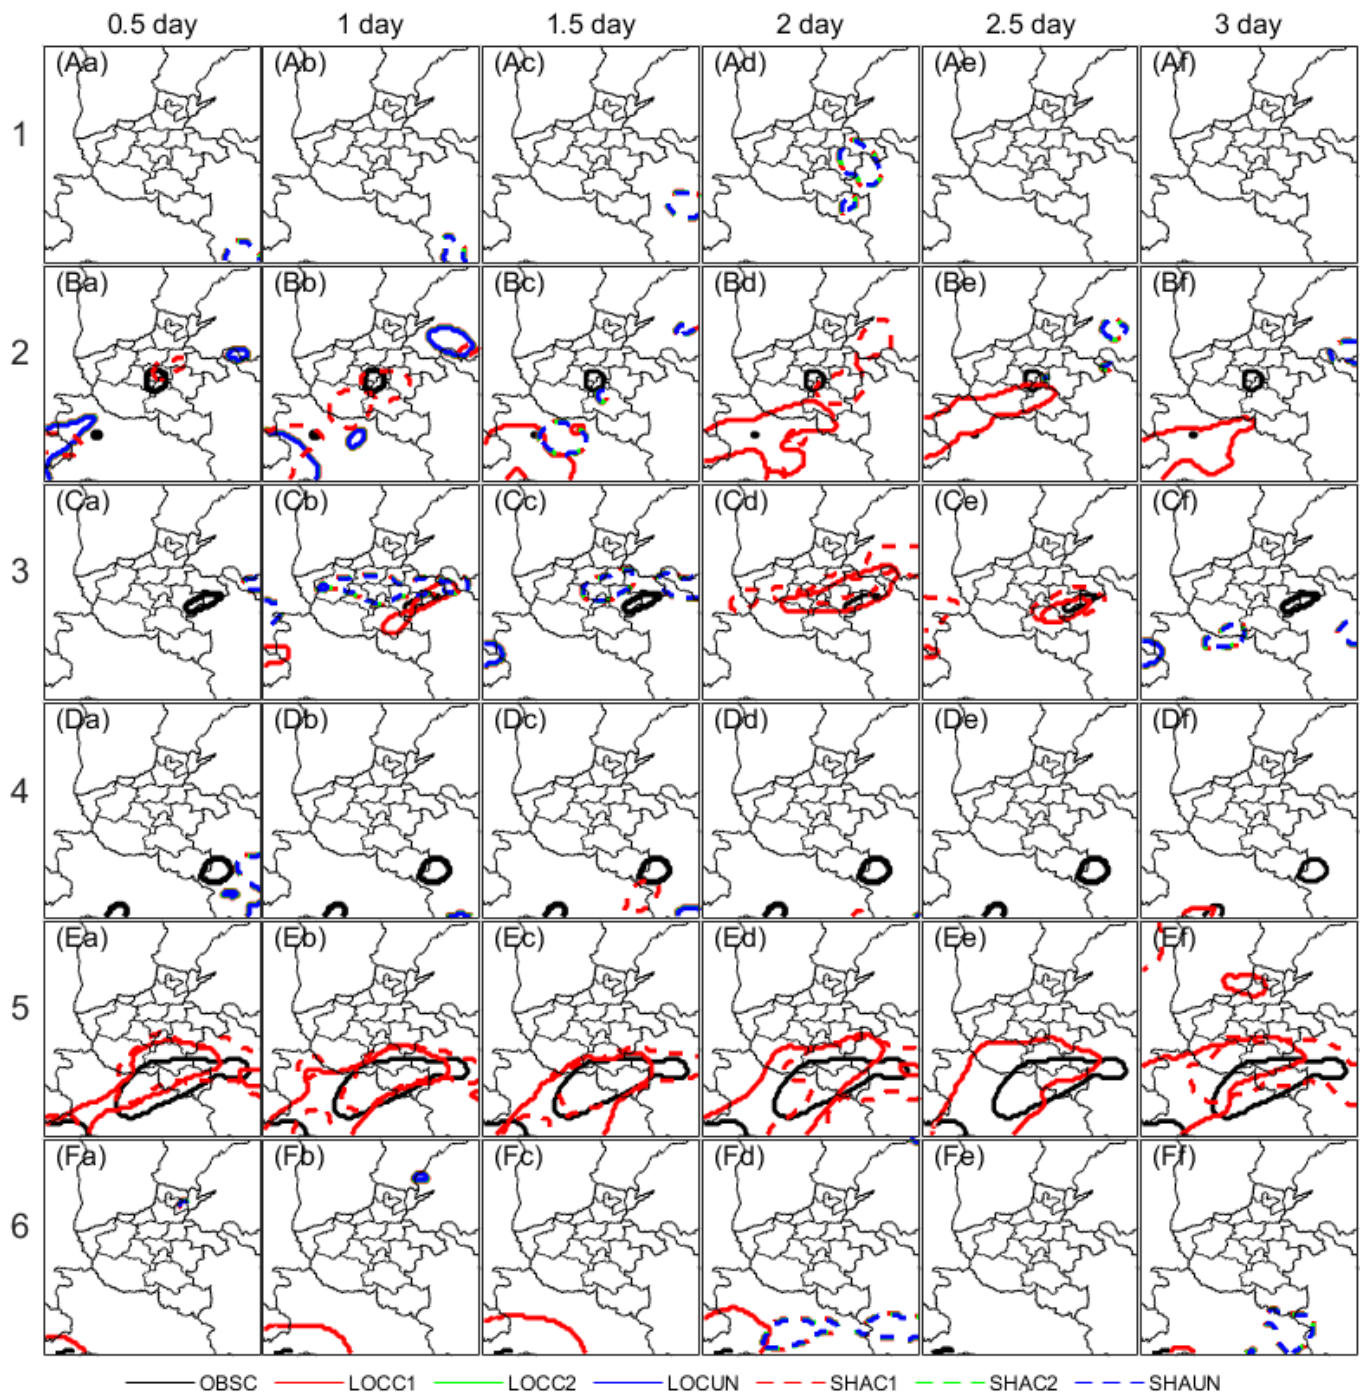 0.5 day 1 day 1.5 day 2 day 2.5 day 3 day
(Aa) (Ab) (Ac) (Ad) (Ae) (Af)
1
(Ba) (Bb) (Bc) (Bd) (Be) (Bf)
2
(Ca) (Cb) (Cc) (Cd) (Ce) (Cf)
3
(Da) (Db) (Dc) (Dd) (De) (Df)
4
(Ea) (Eb) (Ec) (Ed) (Ee) (Ef)
5
(Fa) (Fb) (Fc) (Fd) (Fe) (Ff)
6
OBSC LOCC1 LOCC2 LOCUN SHAC1 SHAC2 SHAUN